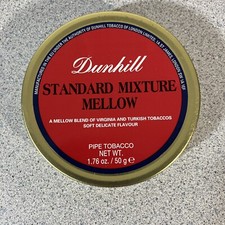 Dunhill
STANDARD MIXTURE
MELLOW
A MELLOW BLEND OF VIRGINIA AND TURKISH TOBACCOS
SOFT DELICATE FLAVOUR
PIPE TOBACCO
NET WT.
1.76 oz. / 50 g ℮